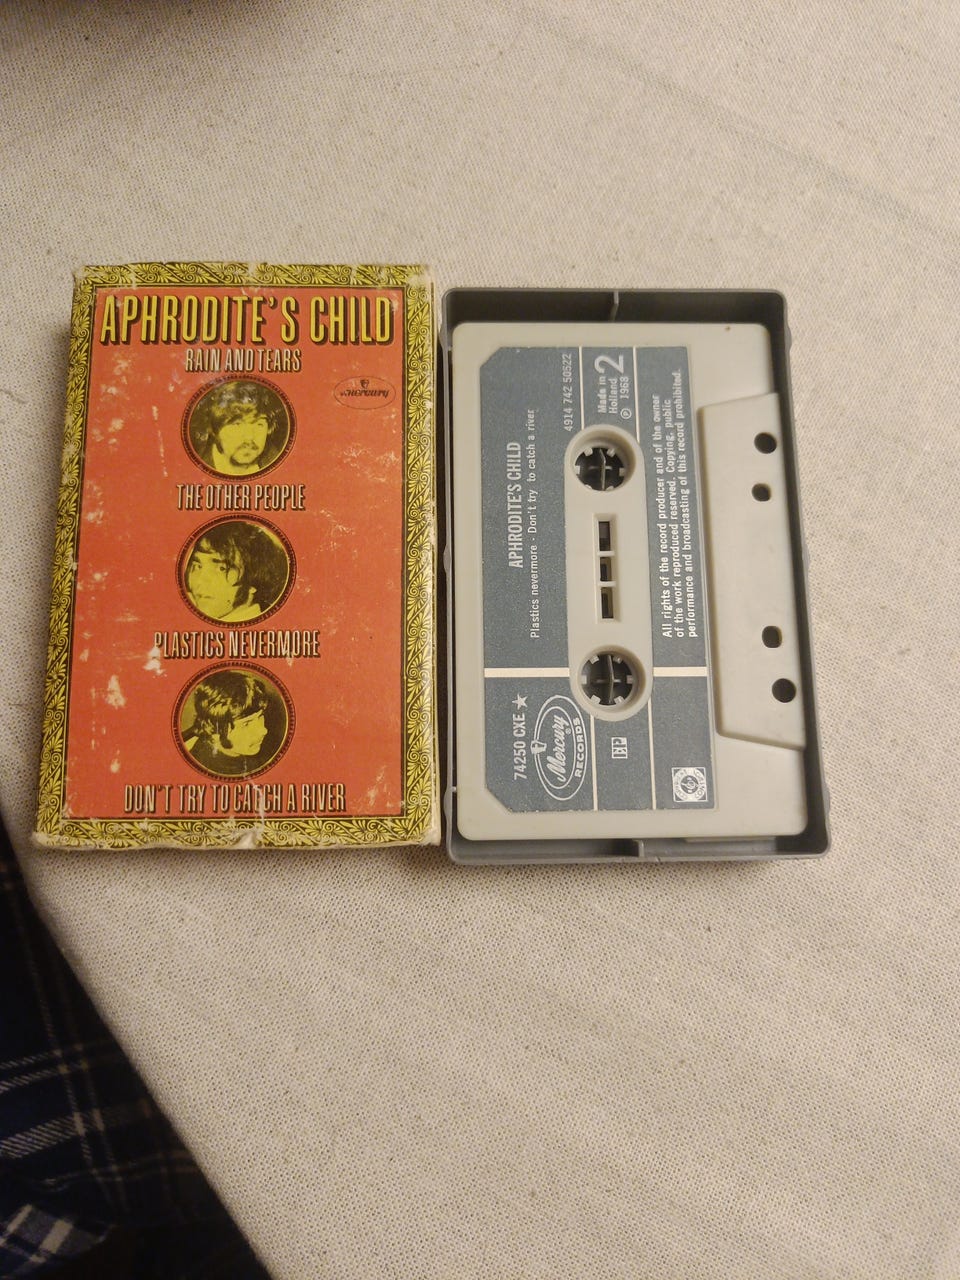 APHRODITE'S CHILD
RAIN AND TEARS
mercury
THE OTHER PEOPLE
PLASTICS NEVERMORE
DON'T TRY TO CATCH A RIVER
APHRODITE'S CHILD
Plastics nevermore - Don't try to catch a river
4914 742 50522
Made in
Holland
℗ 1968
2
All rights of the record producer and of the owner
of the work reproduced reserved. Copying, public
performance and broadcasting of this record prohibited.
74250 CXE ★
Mercury
RECORDS
EP